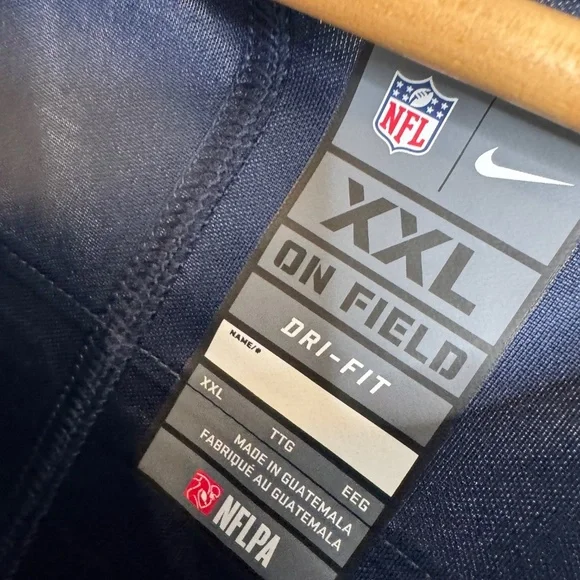 NFL
XXL
ON FIELD
DRI-FIT
NAME/#
XXL TTG EEG
MADE IN GUATEMALA
FABRIQUÉ AU GUATEMALA
NFLPA